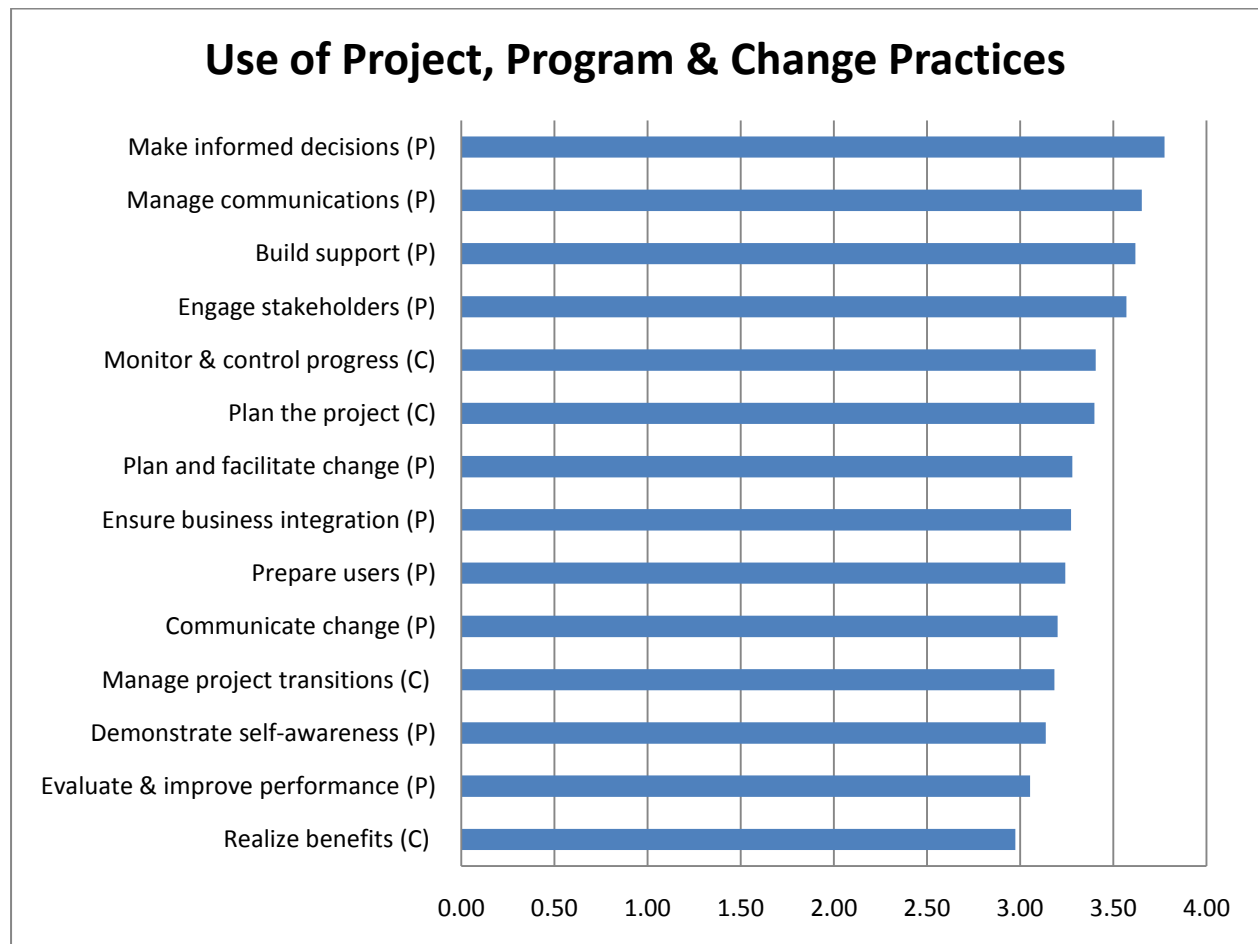 Use of Project, Program & Change Practices
Make informed decisions (P)
Manage communications (P)
Build support (P)
Engage stakeholders (P)
Monitor & control progress (C)
Plan the project (C)
Plan and facilitate change (P)
Ensure business integration (P)
Prepare users (P)
Communicate change (P)
Manage project transitions (C)
Demonstrate self-awareness (P)
Evaluate & improve performance (P)
Realize benefits (C)
0.00 0.50 1.00 1.50 2.00 2.50 3.00 3.50 4.00